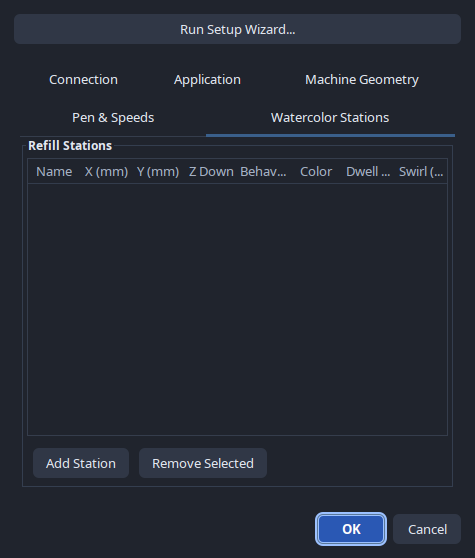 Run Setup Wizard...
Connection Application Machine Geometry
Pen & Speeds Watercolor Stations
Refill Stations
Name X (mm) Y (mm) Z Down Behav... Color Dwell ... Swirl (...
Add Station Remove Selected
OK Cancel